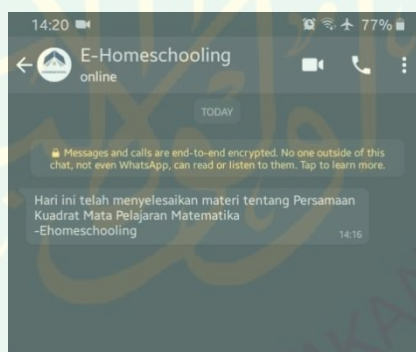 14:20 77%
E-Homeschooling
online
TODAY
Messages and calls are end-to-end encrypted. No one outside of this
chat, not even WhatsApp, can read or listen to them. Tap to learn more.
Hari ini telah menyelesaikan materi tentang Persamaan
Kuadrat Mata Pelajaran Matematika
-Ehomeschooling
14:16